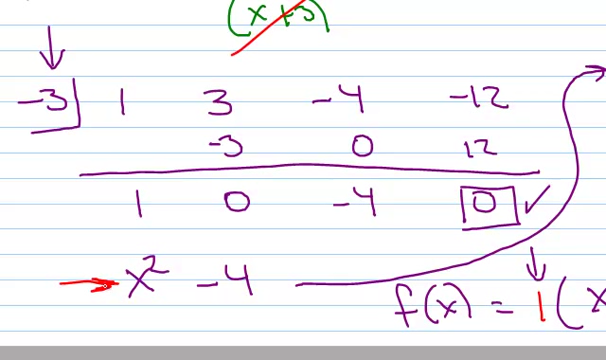 (x+3)
-3| 1 3 -4 -12
-3 0 12
1 0 -4 0 ✓
x² -4
f(x) = 1(x